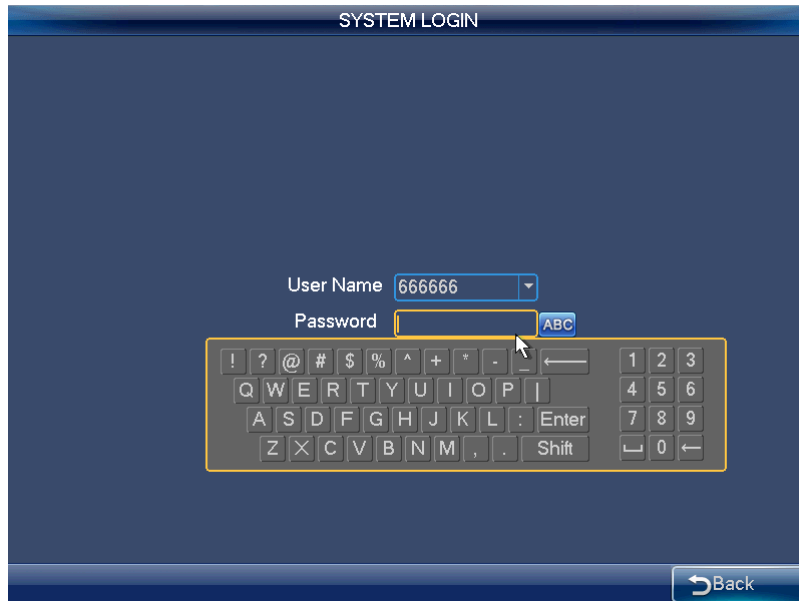 SYSTEM LOGIN
User Name 666666
Password ABC
! ? @ # $ % ^ + * - _ ← 1 2 3
Q W E R T Y U I O P | 4 5 6
A S D F G H J K L : Enter 7 8 9
Z X C V B N M , . Shift ⎵ 0 ←
Back